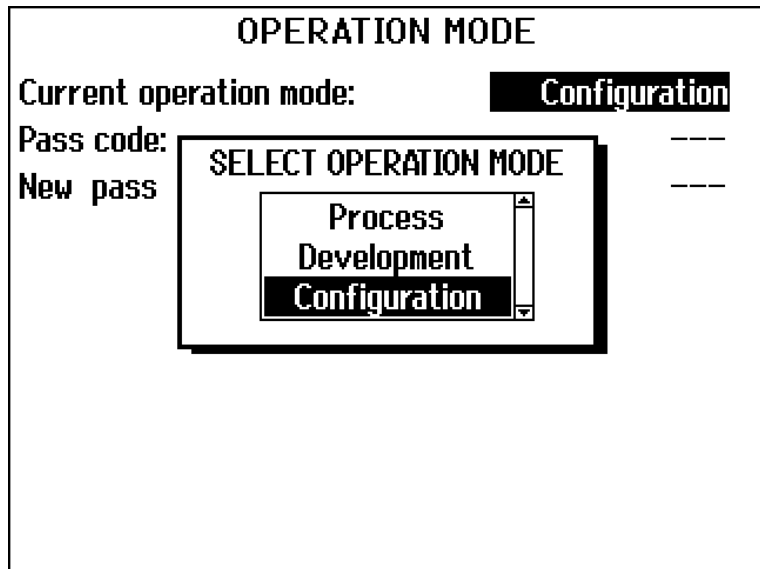 OPERATION MODE
Current operation mode: Configuration
Pass code: ---
New pass ---
SELECT OPERATION MODE
Process
Development
Configuration